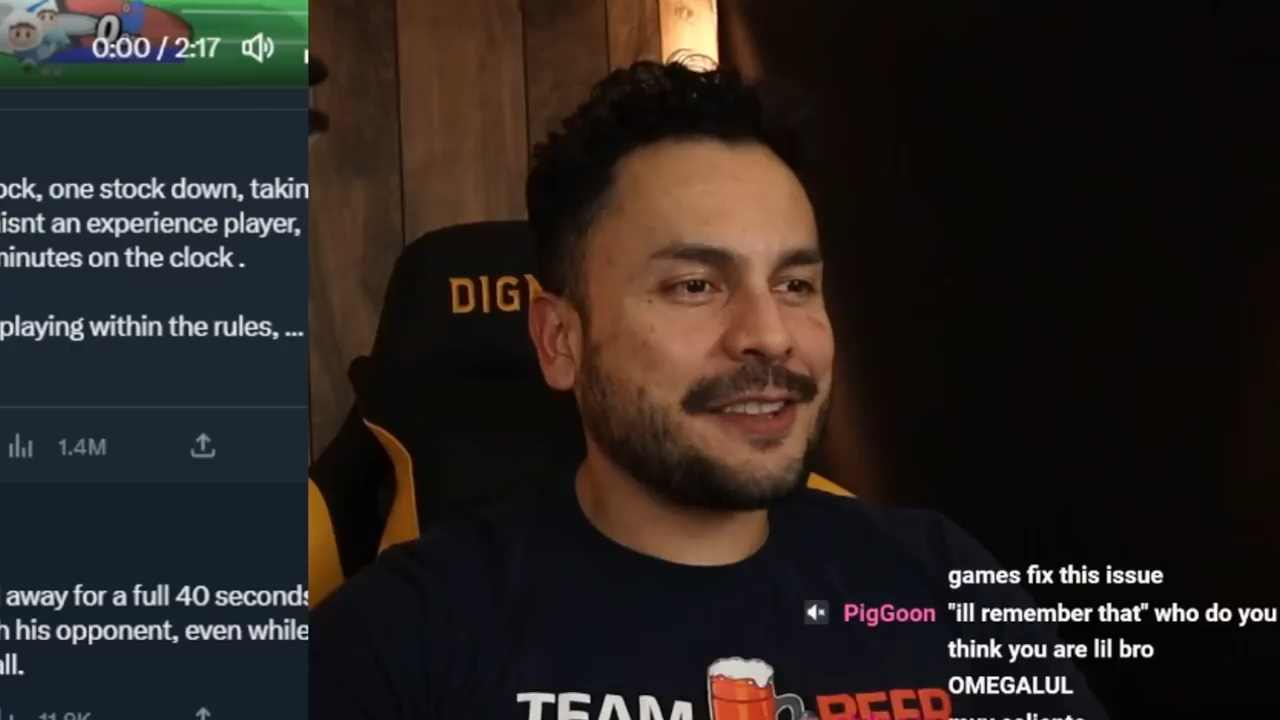 0:00 / 2:17
ock, one stock down, takin
isnt an experience player,
minutes on the clock .
playing within the rules, ...
1.4M
away for a full 40 seconds
h his opponent, even while
all.
DIG
TEAM BEER
games fix this issue
PigGoon "ill remember that" who do you
think you are lil bro
OMEGALUL